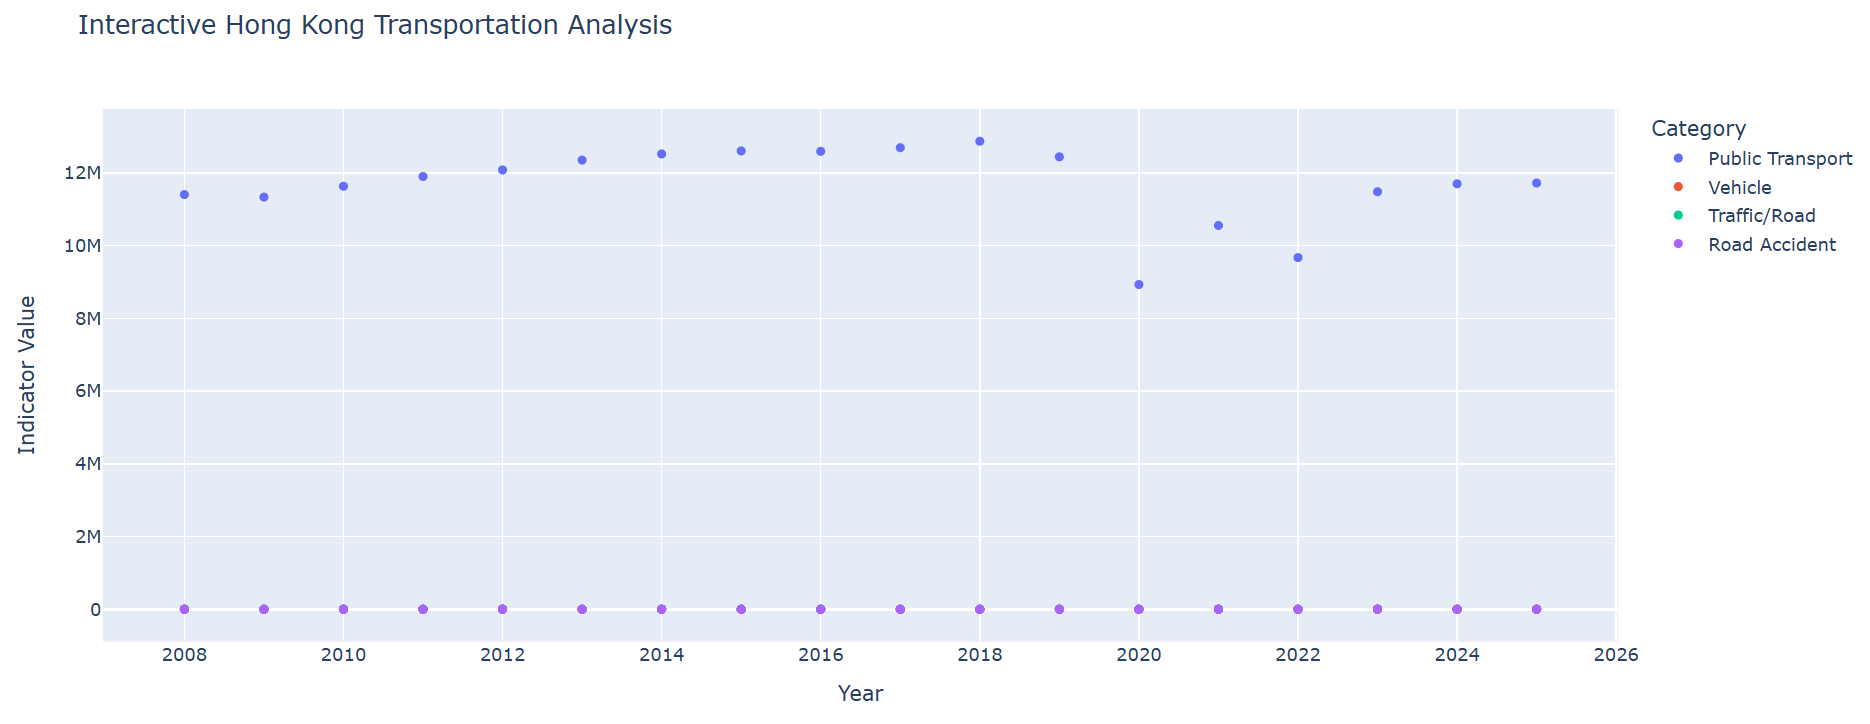 Interactive Hong Kong Transportation Analysis
Category
Public Transport
Vehicle
Traffic/Road
Road Accident
12M
10M
8M
6M
4M
2M
0
Indicator Value
2008
2010
2012
2014
2016
2018
2020
2022
2024
2026
Year